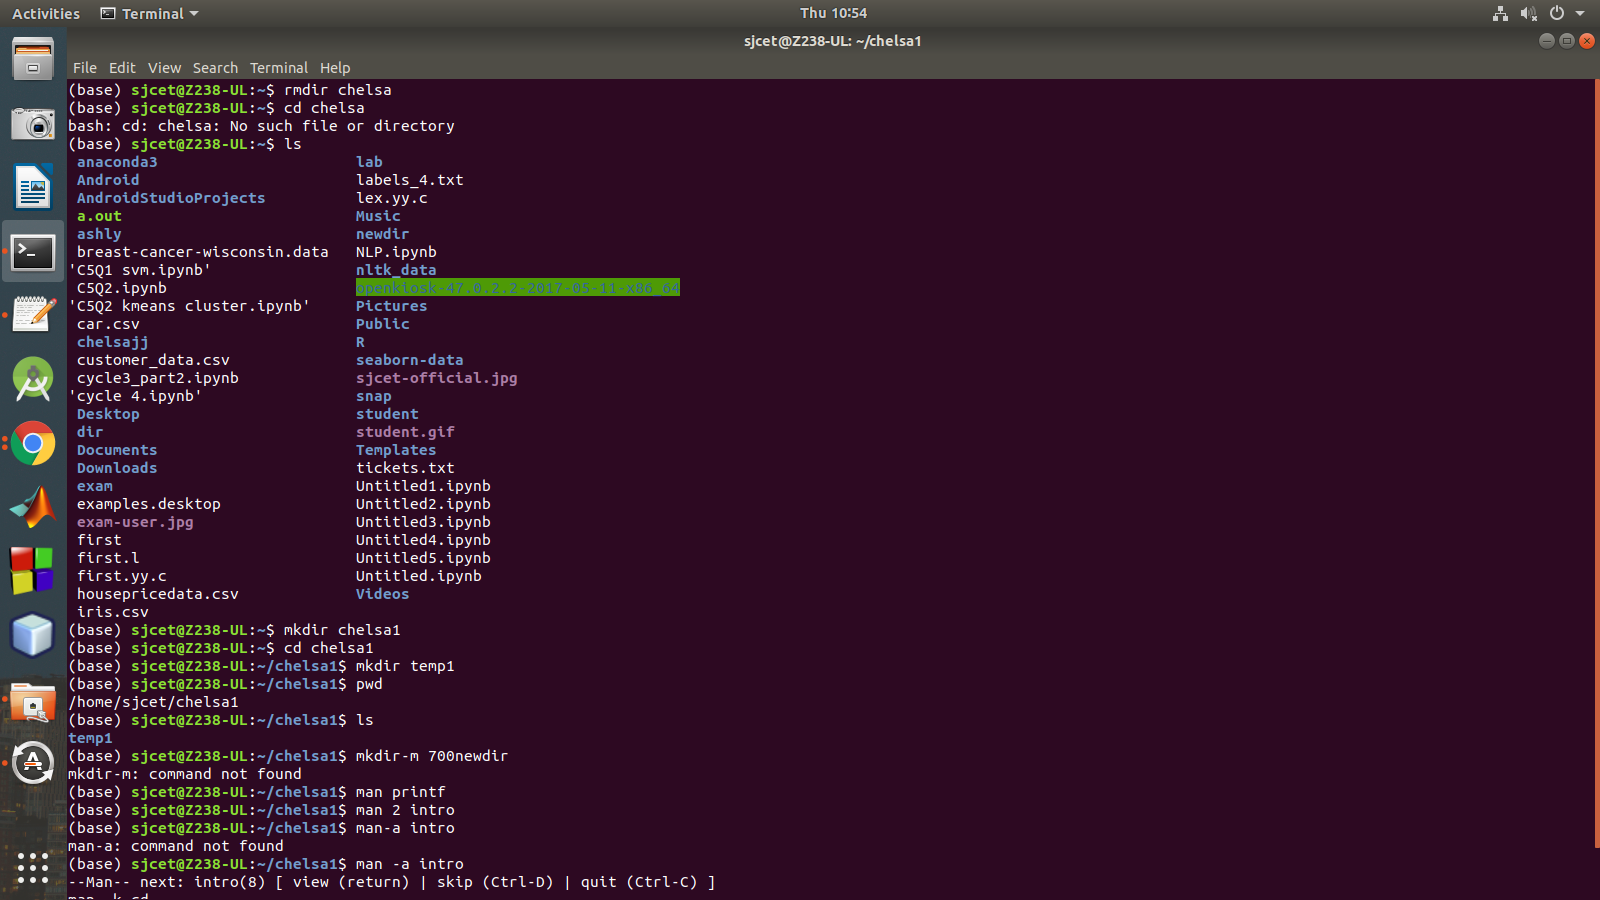 Activities Terminal Thu 10:54
sjcet@Z238-UL: ~/chelsa1
File Edit View Search Terminal Help
(base) sjcet@Z238-UL:~$ rmdir chelsa
(base) sjcet@Z238-UL:~$ cd chelsa
bash: cd: chelsa: No such file or directory
(base) sjcet@Z238-UL:~$ ls
anaconda3 lab
Android labels_4.txt
AndroidStudioProjects lex.yy.c
a.out Music
ashly newdir
breast-cancer-wisconsin.data NLP.ipynb
'C5Q1 svm.ipynb' nltk_data
C5Q2.ipynb openkiosk-47.0.2.2-2017-05-11-x86_64
'C5Q2 kmeans cluster.ipynb' Pictures
car.csv Public
chelsajj R
customer_data.csv seaborn-data
cycle3_part2.ipynb sjcet-official.jpg
'cycle 4.ipynb' snap
Desktop student
dir student.gif
Documents Templates
Downloads tickets.txt
exam Untitled1.ipynb
examples.desktop Untitled2.ipynb
exam-user.jpg Untitled3.ipynb
first Untitled4.ipynb
first.l Untitled5.ipynb
first.yy.c Untitled.ipynb
housepricedata.csv Videos
iris.csv
(base) sjcet@Z238-UL:~$ mkdir chelsa1
(base) sjcet@Z238-UL:~$ cd chelsa1
(base) sjcet@Z238-UL:~/chelsa1$ mkdir temp1
(base) sjcet@Z238-UL:~/chelsa1$ pwd
/home/sjcet/chelsa1
(base) sjcet@Z238-UL:~/chelsa1$ ls
temp1
(base) sjcet@Z238-UL:~/chelsa1$ mkdir-m 700newdir
mkdir-m: command not found
(base) sjcet@Z238-UL:~/chelsa1$ man printf
(base) sjcet@Z238-UL:~/chelsa1$ man 2 intro
(base) sjcet@Z238-UL:~/chelsa1$ man-a intro
man-a: command not found
(base) sjcet@Z238-UL:~/chelsa1$ man -a intro
--Man-- next: intro(8) [ view (return) | skip (Ctrl-D) | quit (Ctrl-C) ]